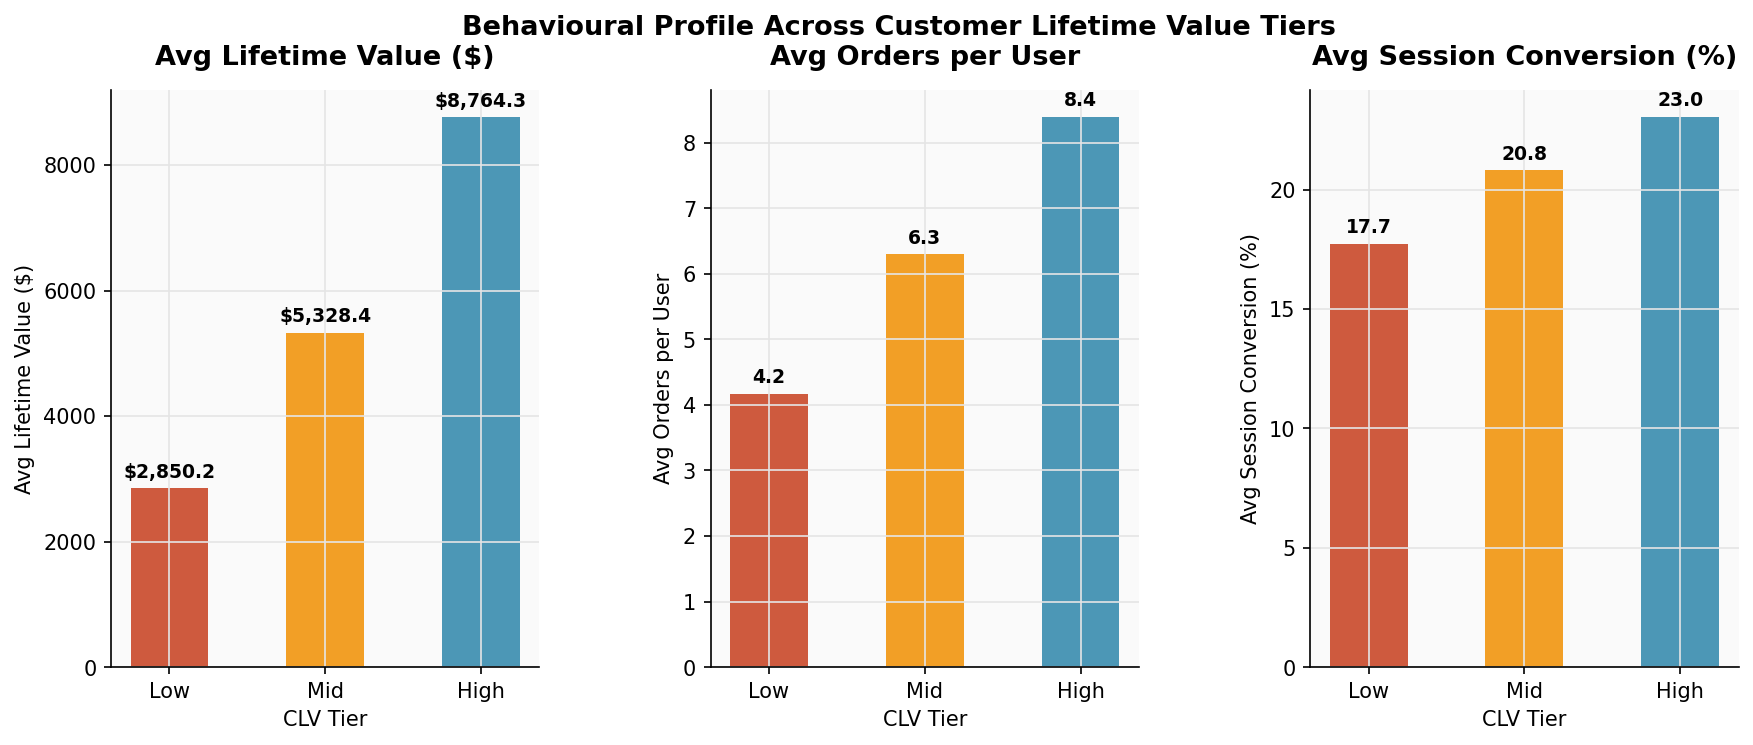 Behavioural Profile Across Customer Lifetime Value Tiers
Avg Lifetime Value ($)
Avg Lifetime Value ($)
8000
6000
4000
2000
0
$2,850.2
$5,328.4
$8,764.3
Low Mid High
CLV Tier
Avg Orders per User
Avg Orders per User
8
7
6
5
4
3
2
1
0
4.2
6.3
8.4
Low Mid High
CLV Tier
Avg Session Conversion (%)
Avg Session Conversion (%)
20
15
10
5
0
17.7
20.8
23.0
Low Mid High
CLV Tier